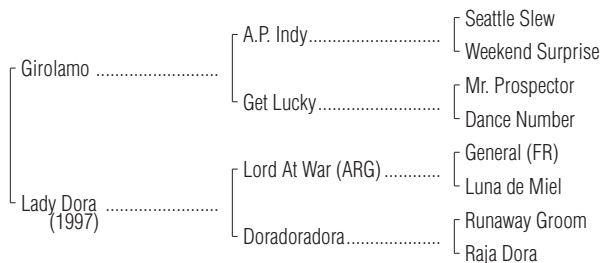 Seattle Slew
A.P. Indy
Weekend Surprise
Girolamo
Mr. Prospector
Get Lucky
Dance Number
General (FR)
Lord At War (ARG)
Luna de Miel
Lady Dora
(1997)
Runaway Groom
Doradoradora
Raja Dora